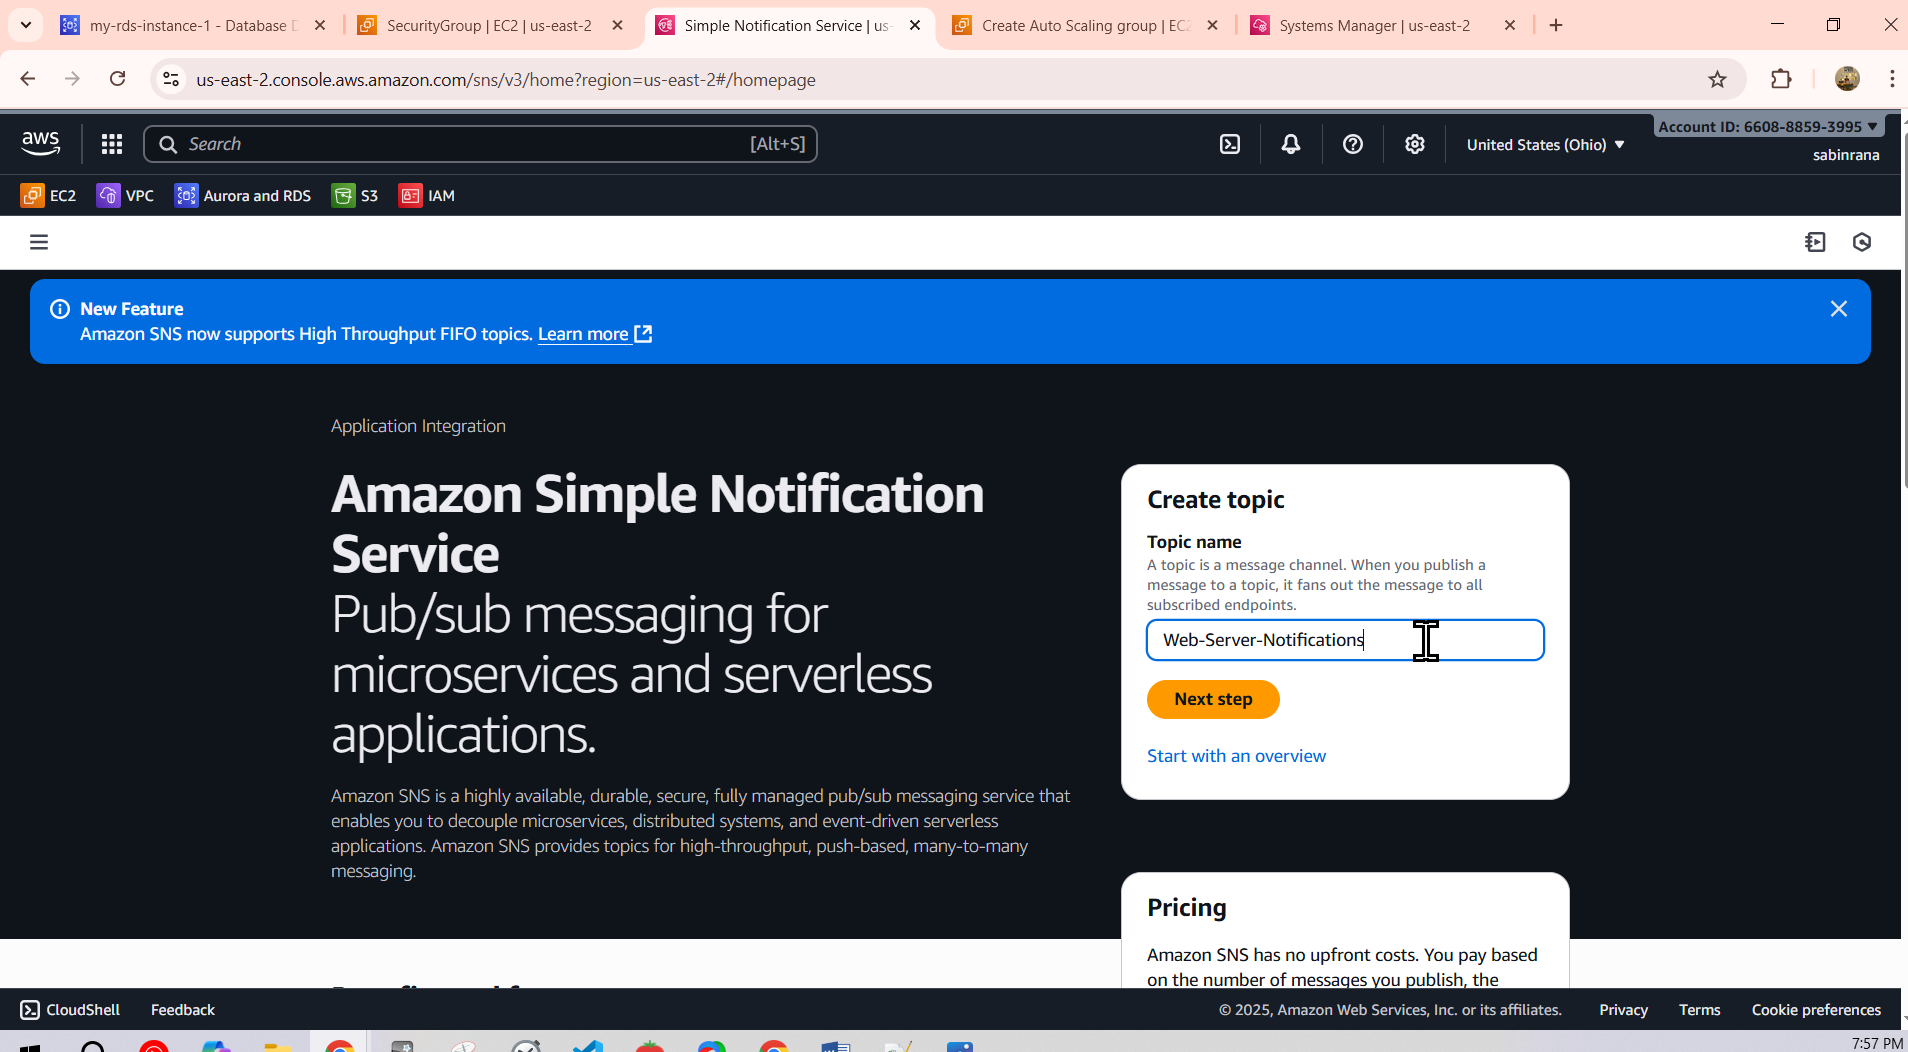 my-rds-instance-1 - Database D
SecurityGroup | EC2 | us-east-2
Simple Notification Service | us-
Create Auto Scaling group | EC2
Systems Manager | us-east-2
us-east-2.console.aws.amazon.com/sns/v3/home?region=us-east-2#/homepage
aws
Search
[Alt+S]
United States (Ohio)
Account ID: 6608-8859-3995
sabinrana
EC2
VPC
Aurora and RDS
S3
IAM
New Feature
Amazon SNS now supports High Throughput FIFO topics. Learn more
Application Integration
Amazon Simple Notification
Service
Pub/sub messaging for
microservices and serverless
applications.
Amazon SNS is a highly available, durable, secure, fully managed pub/sub messaging service that
enables you to decouple microservices, distributed systems, and event-driven serverless
applications. Amazon SNS provides topics for high-throughput, push-based, many-to-many
messaging.
Create topic
Topic name
A topic is a message channel. When you publish a
message to a topic, it fans out the message to all
subscribed endpoints.
Web-Server-Notifications
Next step
Start with an overview
Pricing
Amazon SNS has no upfront costs. You pay based
on the number of messages you publish, the
CloudShell
Feedback
© 2025, Amazon Web Services, Inc. or its affiliates.
Privacy
Terms
Cookie preferences
7:57 PM